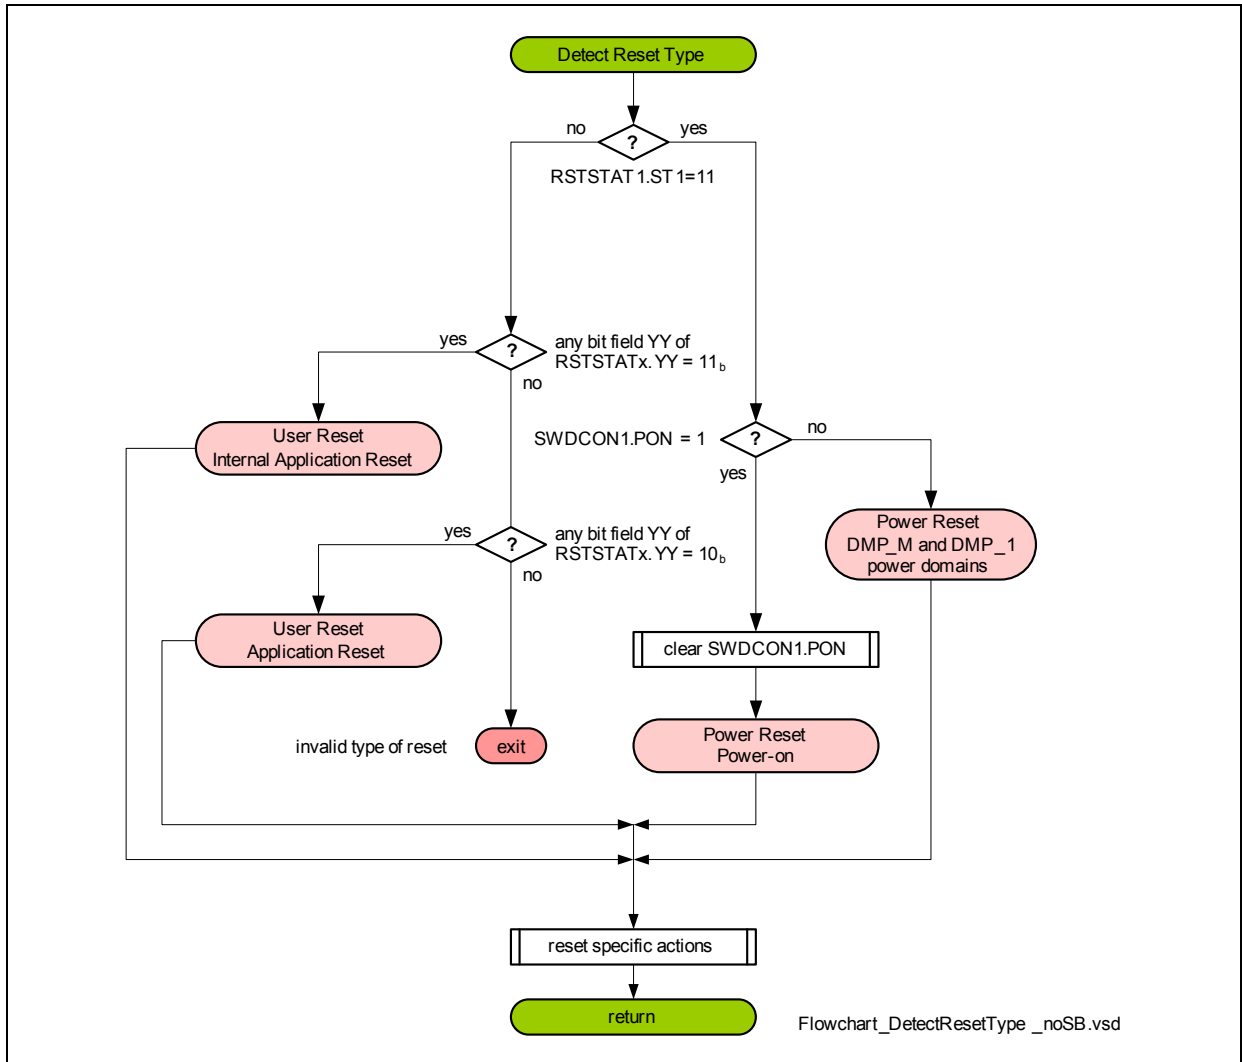 Detect Reset Type
no
?
yes
RSTSTAT1.ST1=11
yes
?
any bit field YY of
RSTSTATx.YY = 11b
no
User Reset
Internal Application Reset
SWDCON1.PON = 1
?
no
yes
yes
?
any bit field YY of
RSTSTATx.YY = 10b
no
Power Reset
DMP_M and DMP_1
power domains
User Reset
Application Reset
clear SWDCON1.PON
invalid type of reset
exit
Power Reset
Power-on
reset specific actions
return
Flowchart_DetectResetType _noSB.vsd